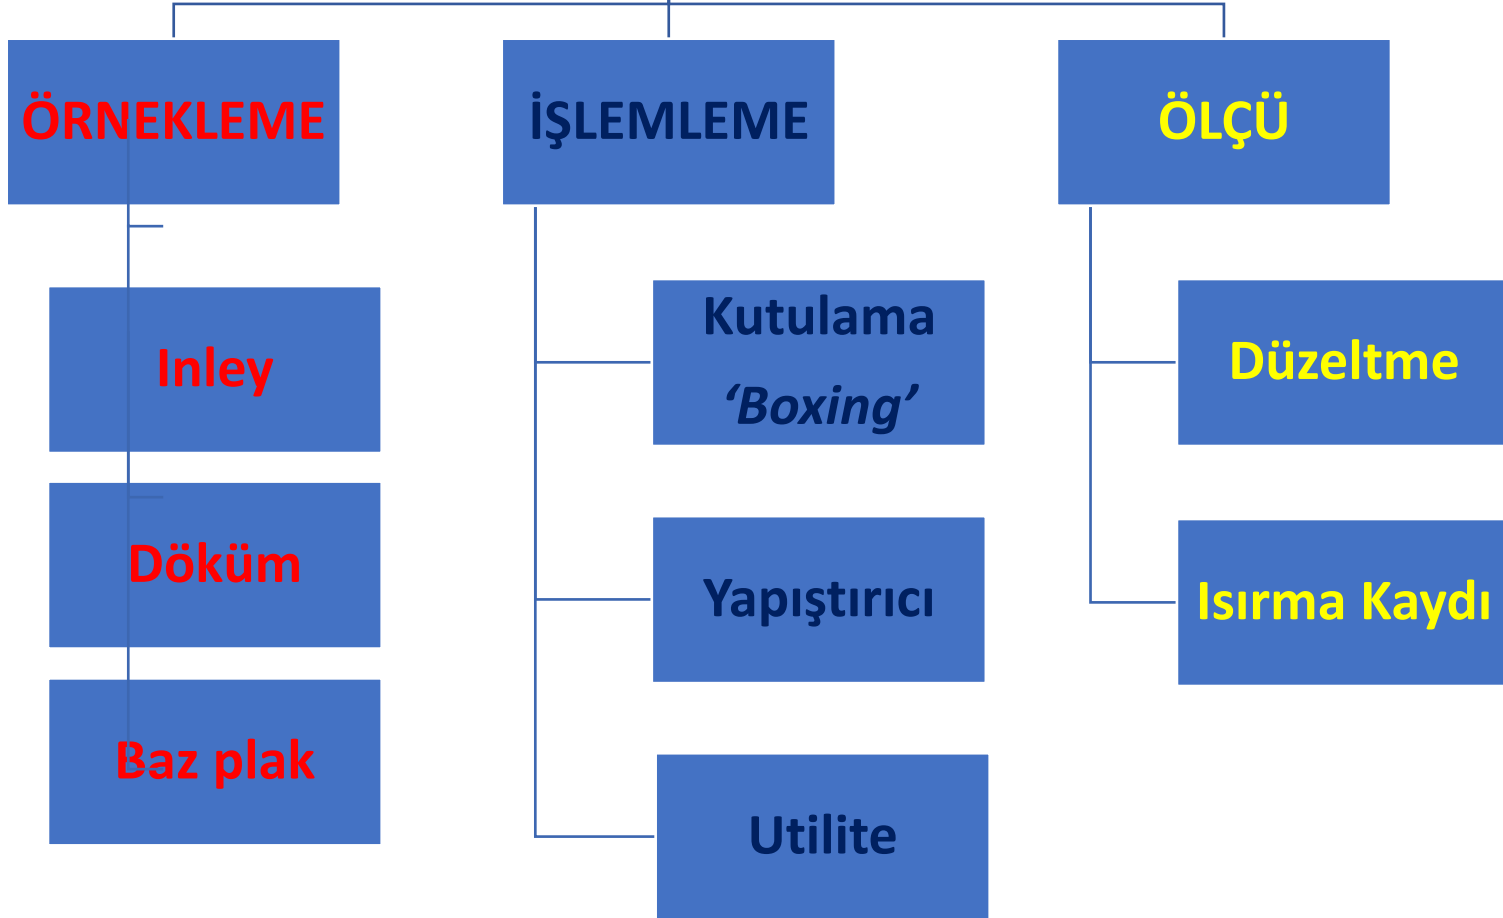 ÖRNEKLEME
Inley
Döküm
Baz plak
İŞLEMLEME
Kutulama
‘Boxing’
Yapıştırıcı
Utilite
ÖLÇÜ
Düzeltme
Isırma Kaydı